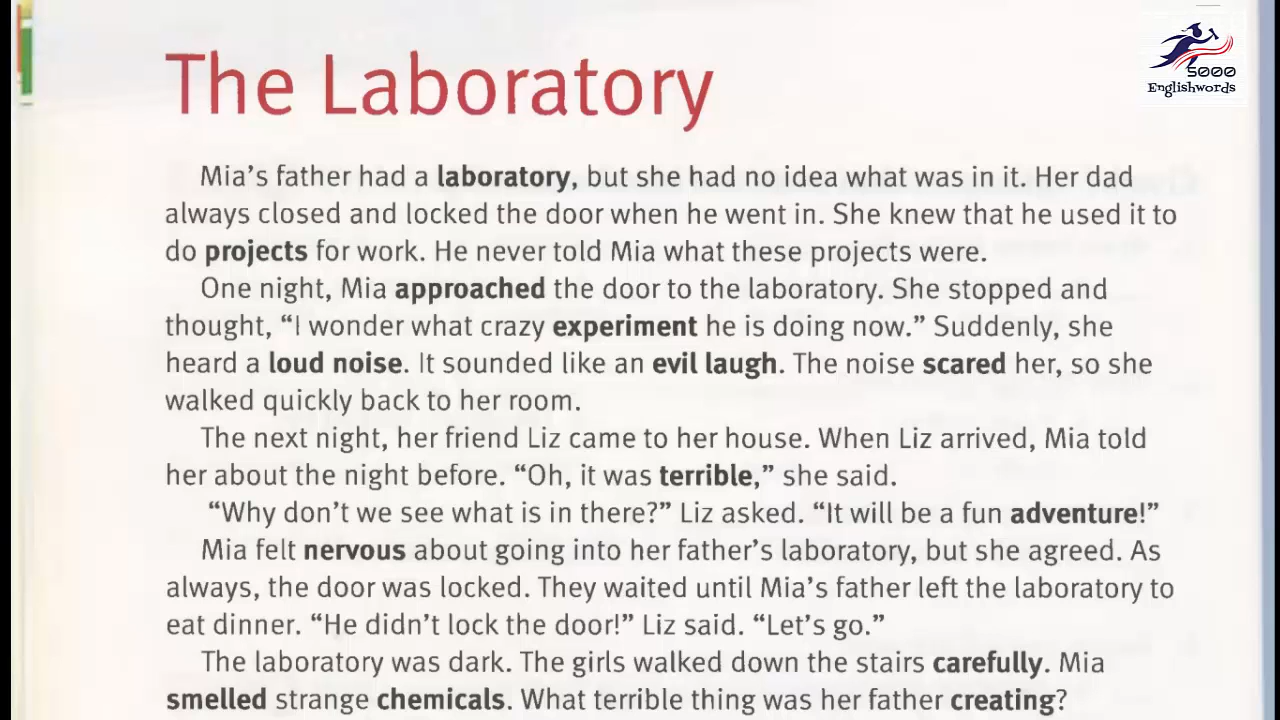 The Laboratory
5000
Englishwords
Mia's father had a laboratory, but she had no idea what was in it. Her dad
always closed and locked the door when he went in. She knew that he used it to
do projects for work. He never told Mia what these projects were.
One night, Mia approached the door to the laboratory. She stopped and
thought, “I wonder what crazy experiment he is doing now.” Suddenly, she
heard a loud noise. It sounded like an evil laugh. The noise scared her, so she
walked quickly back to her room.
The next night, her friend Liz came to her house. When Liz arrived, Mia told
her about the night before. “Oh, it was terrible,” she said.
“Why don't we see what is in there?” Liz asked. “It will be a fun adventure!”
Mia felt nervous about going into her father's laboratory, but she agreed. As
always, the door was locked. They waited until Mia's father left the laboratory to
eat dinner. “He didn't lock the door!” Liz said. “Let's go.”
The laboratory was dark. The girls walked down the stairs carefully. Mia
smelled strange chemicals. What terrible thing was her father creating?